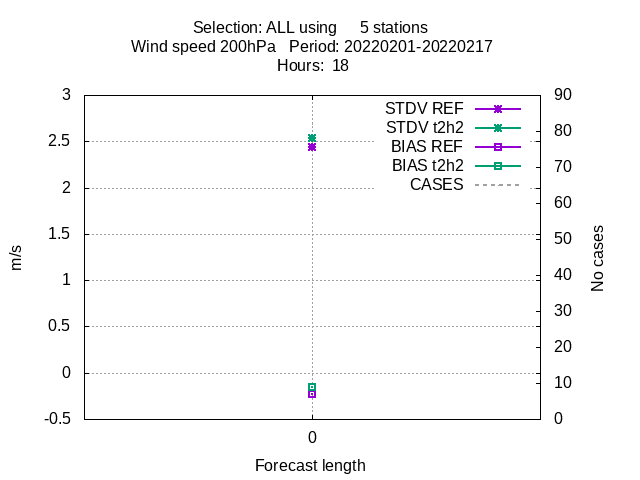 Selection: ALL using     5 stations
Wind speed 200hPa   Period: 20220201-20220217
Hours:  18
STDV REF
STDV t2h2
BIAS REF
BIAS t2h2
CASES
3
2.5
2
1.5
1
0.5
0
-0.5
m/s
90
80
70
60
50
40
30
20
10
0
No cases
0
Forecast length